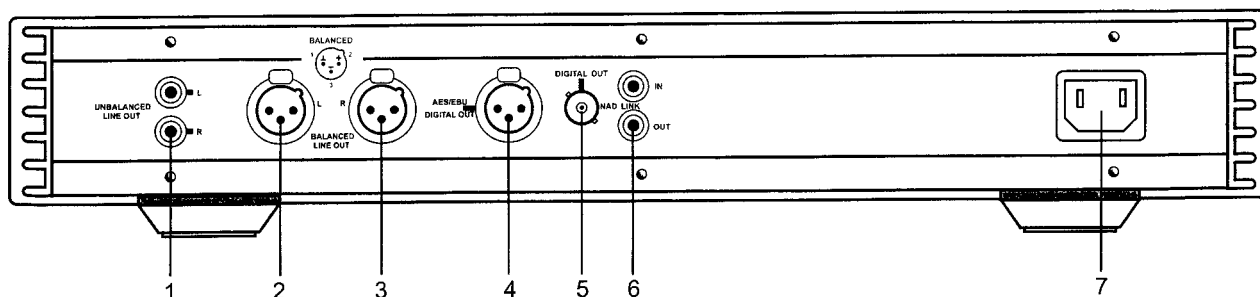 BALANCED
1 2
3
UNBALANCED
LINE OUT
L
R
L R
BALANCED
LINE OUT
AES/EBU
DIGITAL OUT
DIGITAL OUT
NAD LINK
IN
OUT
1 2 3 4 5 6 7